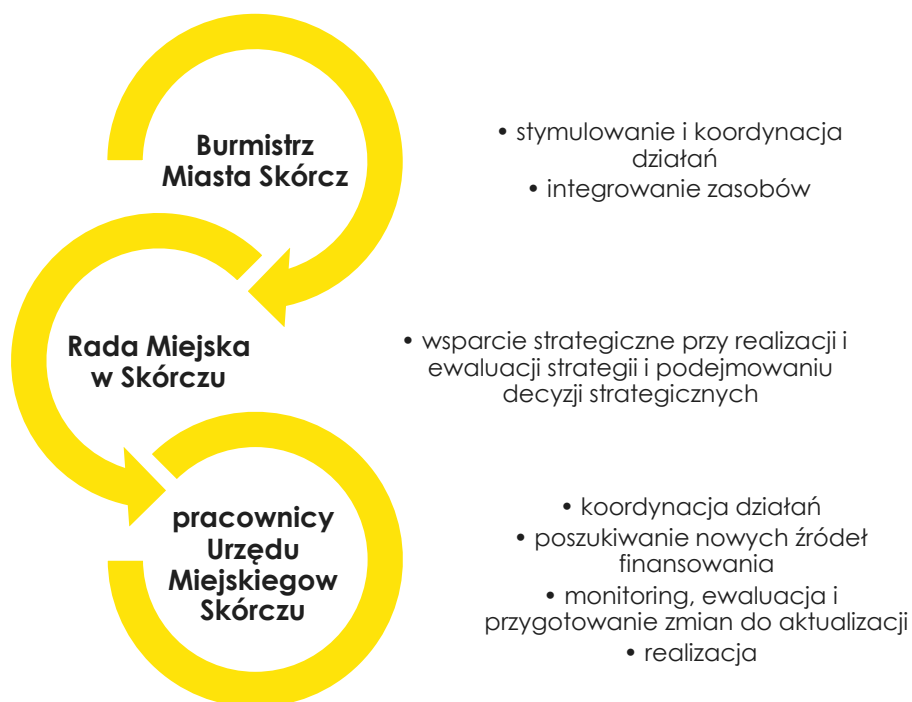 Burmistrz
Miasta Skórcz
• stymulowanie i koordynacja
działań
• integrowanie zasobów
Rada Miejska
w Skórczu
• wsparcie strategiczne przy realizacji i
ewaluacji strategii i podejmowaniu
decyzji strategicznych
pracownicy
Urzędu
Miejskiegow
Skórczu
• koordynacja działań
• poszukiwanie nowych źródeł
finansowania
• monitoring, ewaluacja i
przygotowanie zmian do aktualizacji
• realizacja